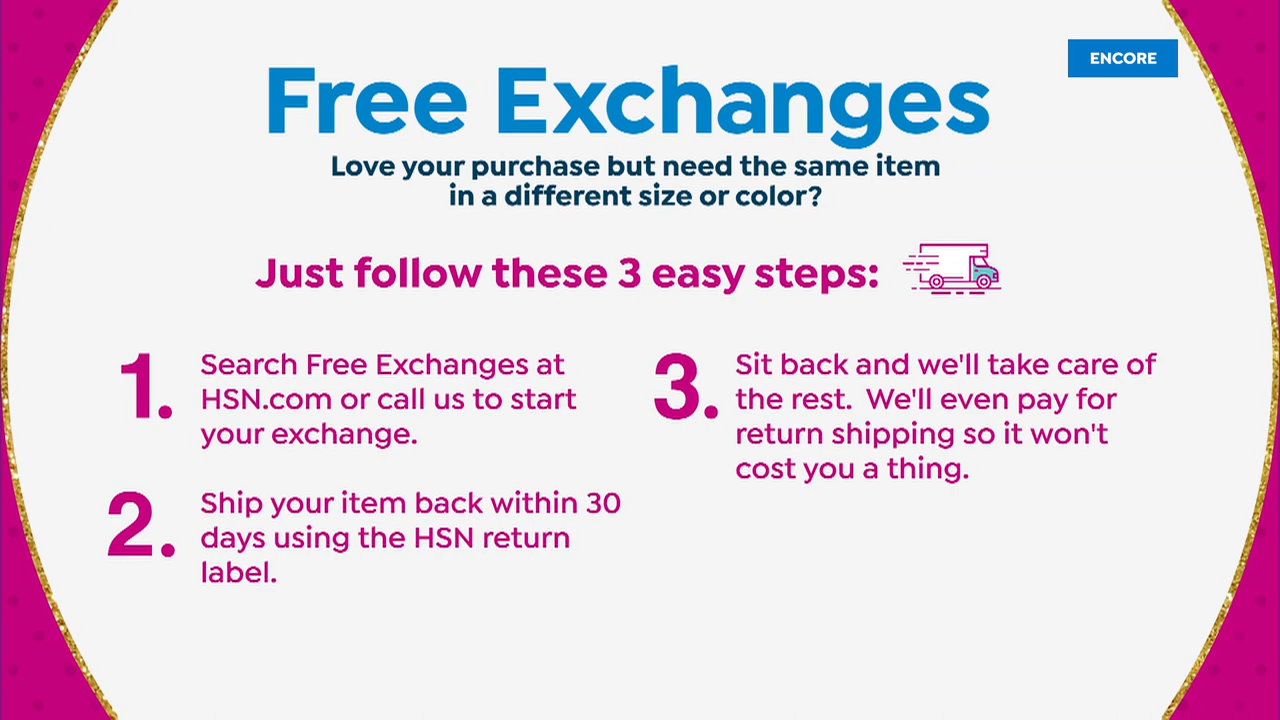 ENCORE
Free Exchanges
Love your purchase but need the same item
in a different size or color?
Just follow these 3 easy steps:
1. Search Free Exchanges at
HSN.com or call us to start
your exchange.
2. Ship your item back within 30
days using the HSN return
label.
3. Sit back and we'll take care of
the rest.  We'll even pay for
return shipping so it won't
cost you a thing.